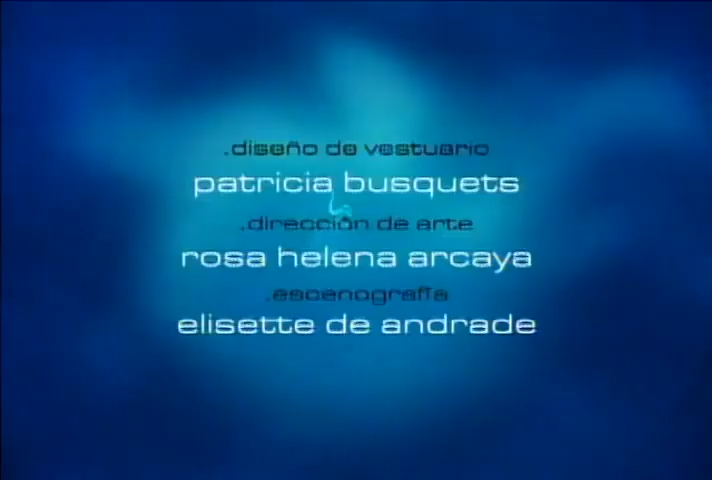 .diseño de vestuario
patricia busquets
.dirección de arte
rosa helena arcaya
.escenografía
elisette de andrade